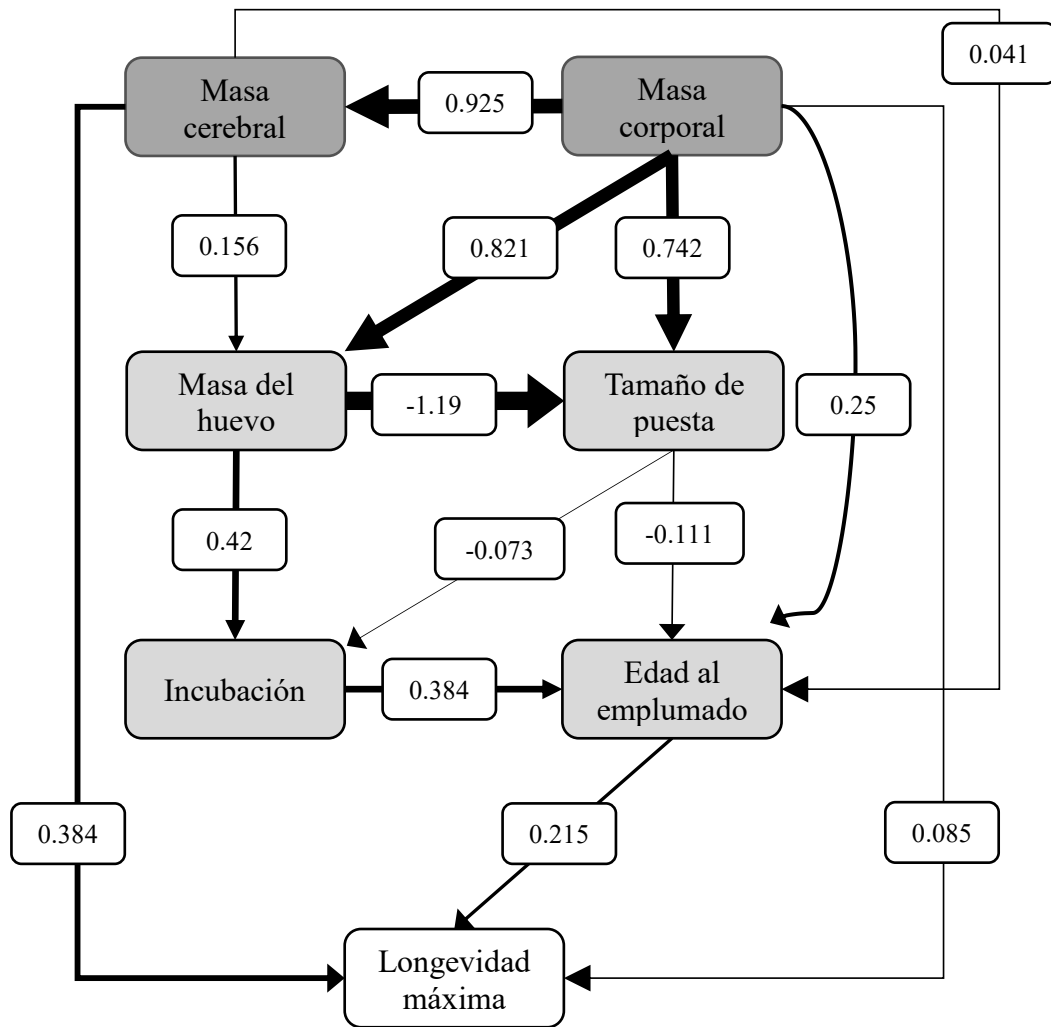 0.041
Masa
cerebral
0.925
Masa
corporal
0.156
0.821
0.742
Masa del
huevo
-1.19
Tamaño de
puesta
0.25
0.42
-0.073
-0.111
Incubación
0.384
Edad al
emplumado
0.384
0.215
0.085
Longevidad
máxima